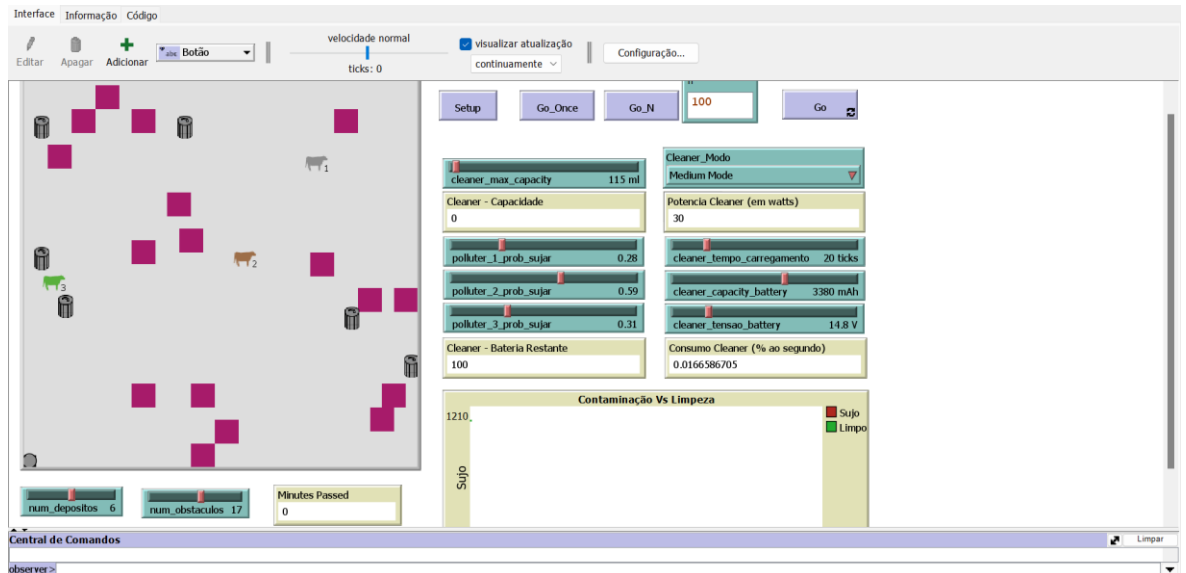 Interface Informação Código
Editar Apagar Adicionar abc Botão velocidade normal ticks: 0 visualizar atualização continuamente Configuração...
Setup Go_Once Go_N 100 Go
1
2
3
cleaner_max_capacity 115 ml
Cleaner_Modo
Medium Mode
Cleaner - Capacidade
0
Potencia Cleaner (em watts)
30
polluter_1_prob_sujar 0.28
cleaner_tempo_carregamento 20 ticks
polluter_2_prob_sujar 0.59
cleaner_capacity_battery 3380 mAh
polluter_3_prob_sujar 0.31
cleaner_tensao_battery 14.8 V
Cleaner - Bateria Restante
100
Consumo Cleaner (% ao segundo)
0.0166586705
Contaminação Vs Limpeza
1210
Sujo
Sujo
Limpo
num_depositos 6
num_obstaculos 17
Minutes Passed
0
Central de Comandos Limpar
observer>